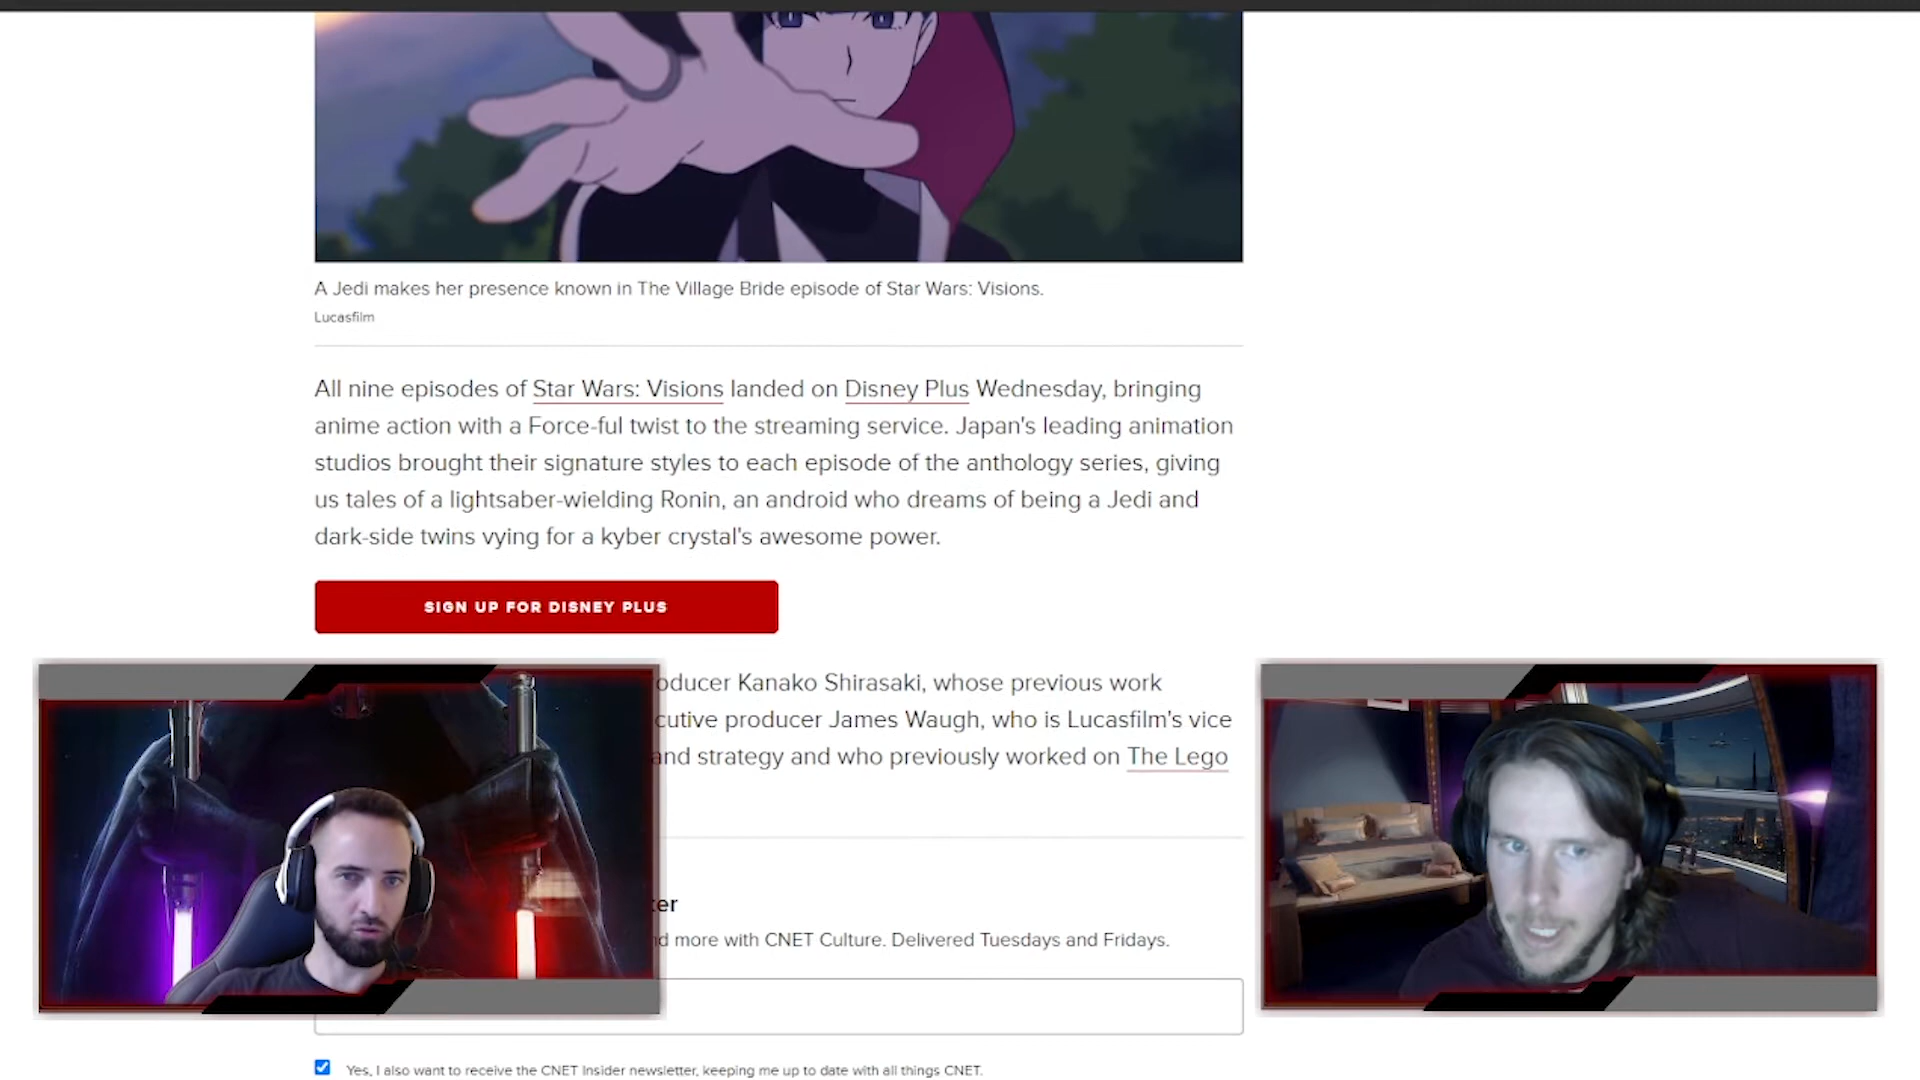 A Jedi makes her presence known in The Village Bride episode of Star Wars: Visions.
Lucasfilm
All nine episodes of Star Wars: Visions landed on Disney Plus Wednesday, bringing
anime action with a Force-ful twist to the streaming service. Japan's leading animation
studios brought their signature styles to each episode of the anthology series, giving
us tales of a lightsaber-wielding Ronin, an android who dreams of being a Jedi and
dark-side twins vying for a kyber crystal's awesome power.
SIGN UP FOR DISNEY PLUS
Kanako Shirasaki, whose previous work
producer James Waugh, who is Lucasfilm's vice
and strategy and who previously worked on The Lego
more with CNET Culture. Delivered Tuesdays and Fridays.
Yes, I also want to receive the CNET Insider newsletter, keeping me up to date with all things CNET.